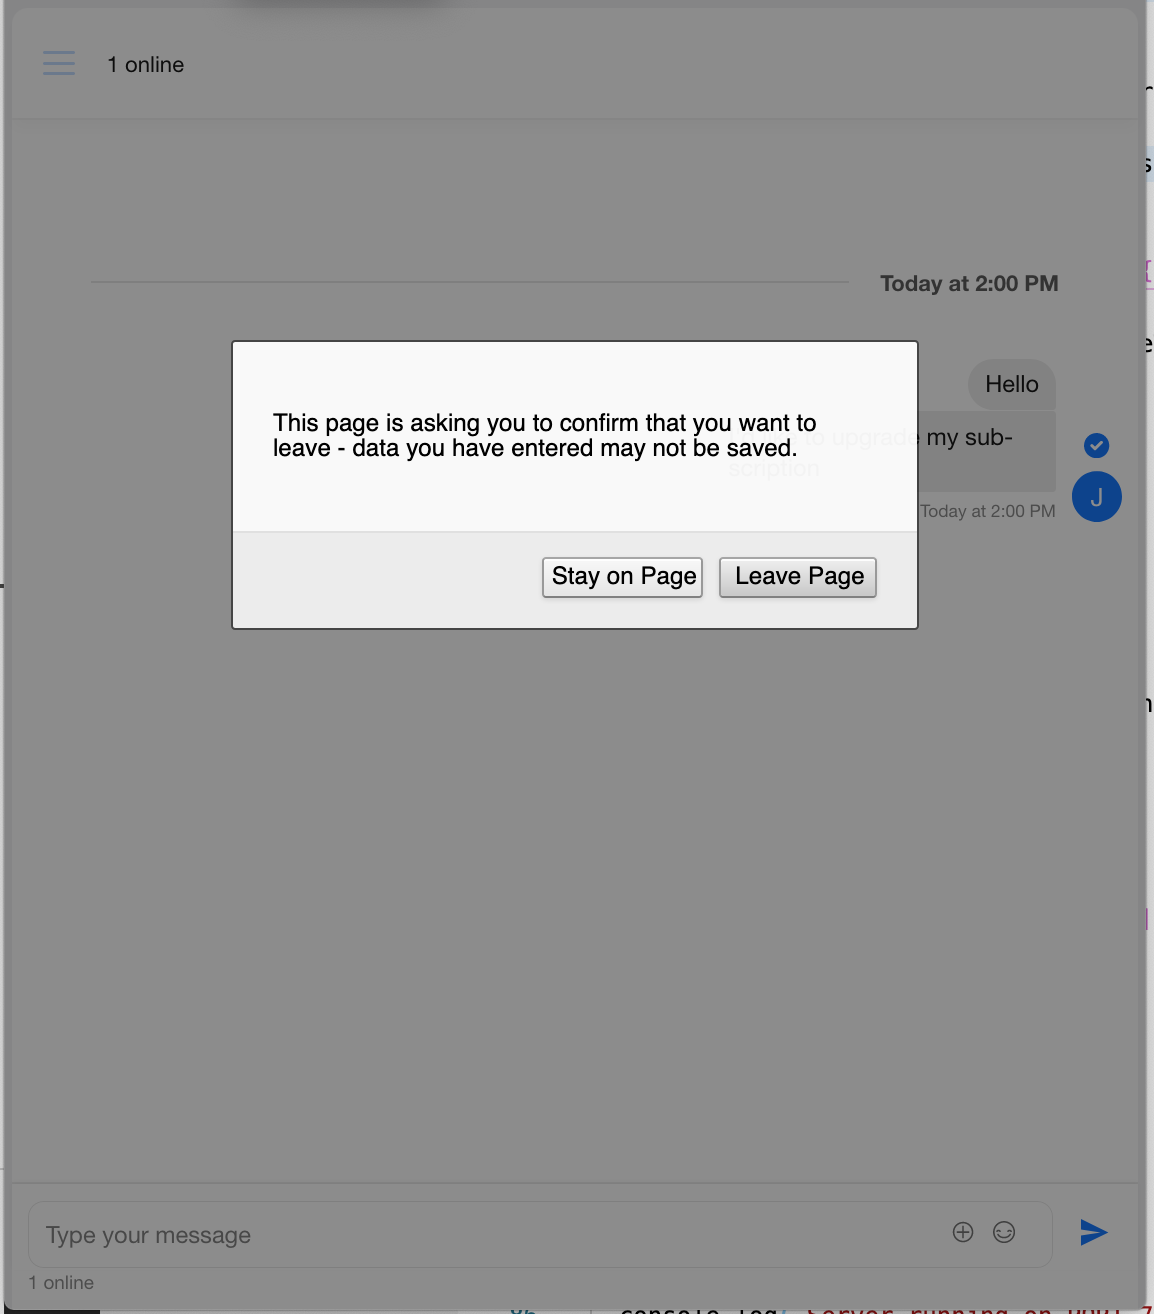 1 online
Today at 2:00 PM
Hello
This page is asking you to confirm that you want to
leave - data you have entered may not be saved.
to upgrade my sub-
scription
Today at 2:00 PM
J
Stay on Page
Leave Page
Type your message
1 online